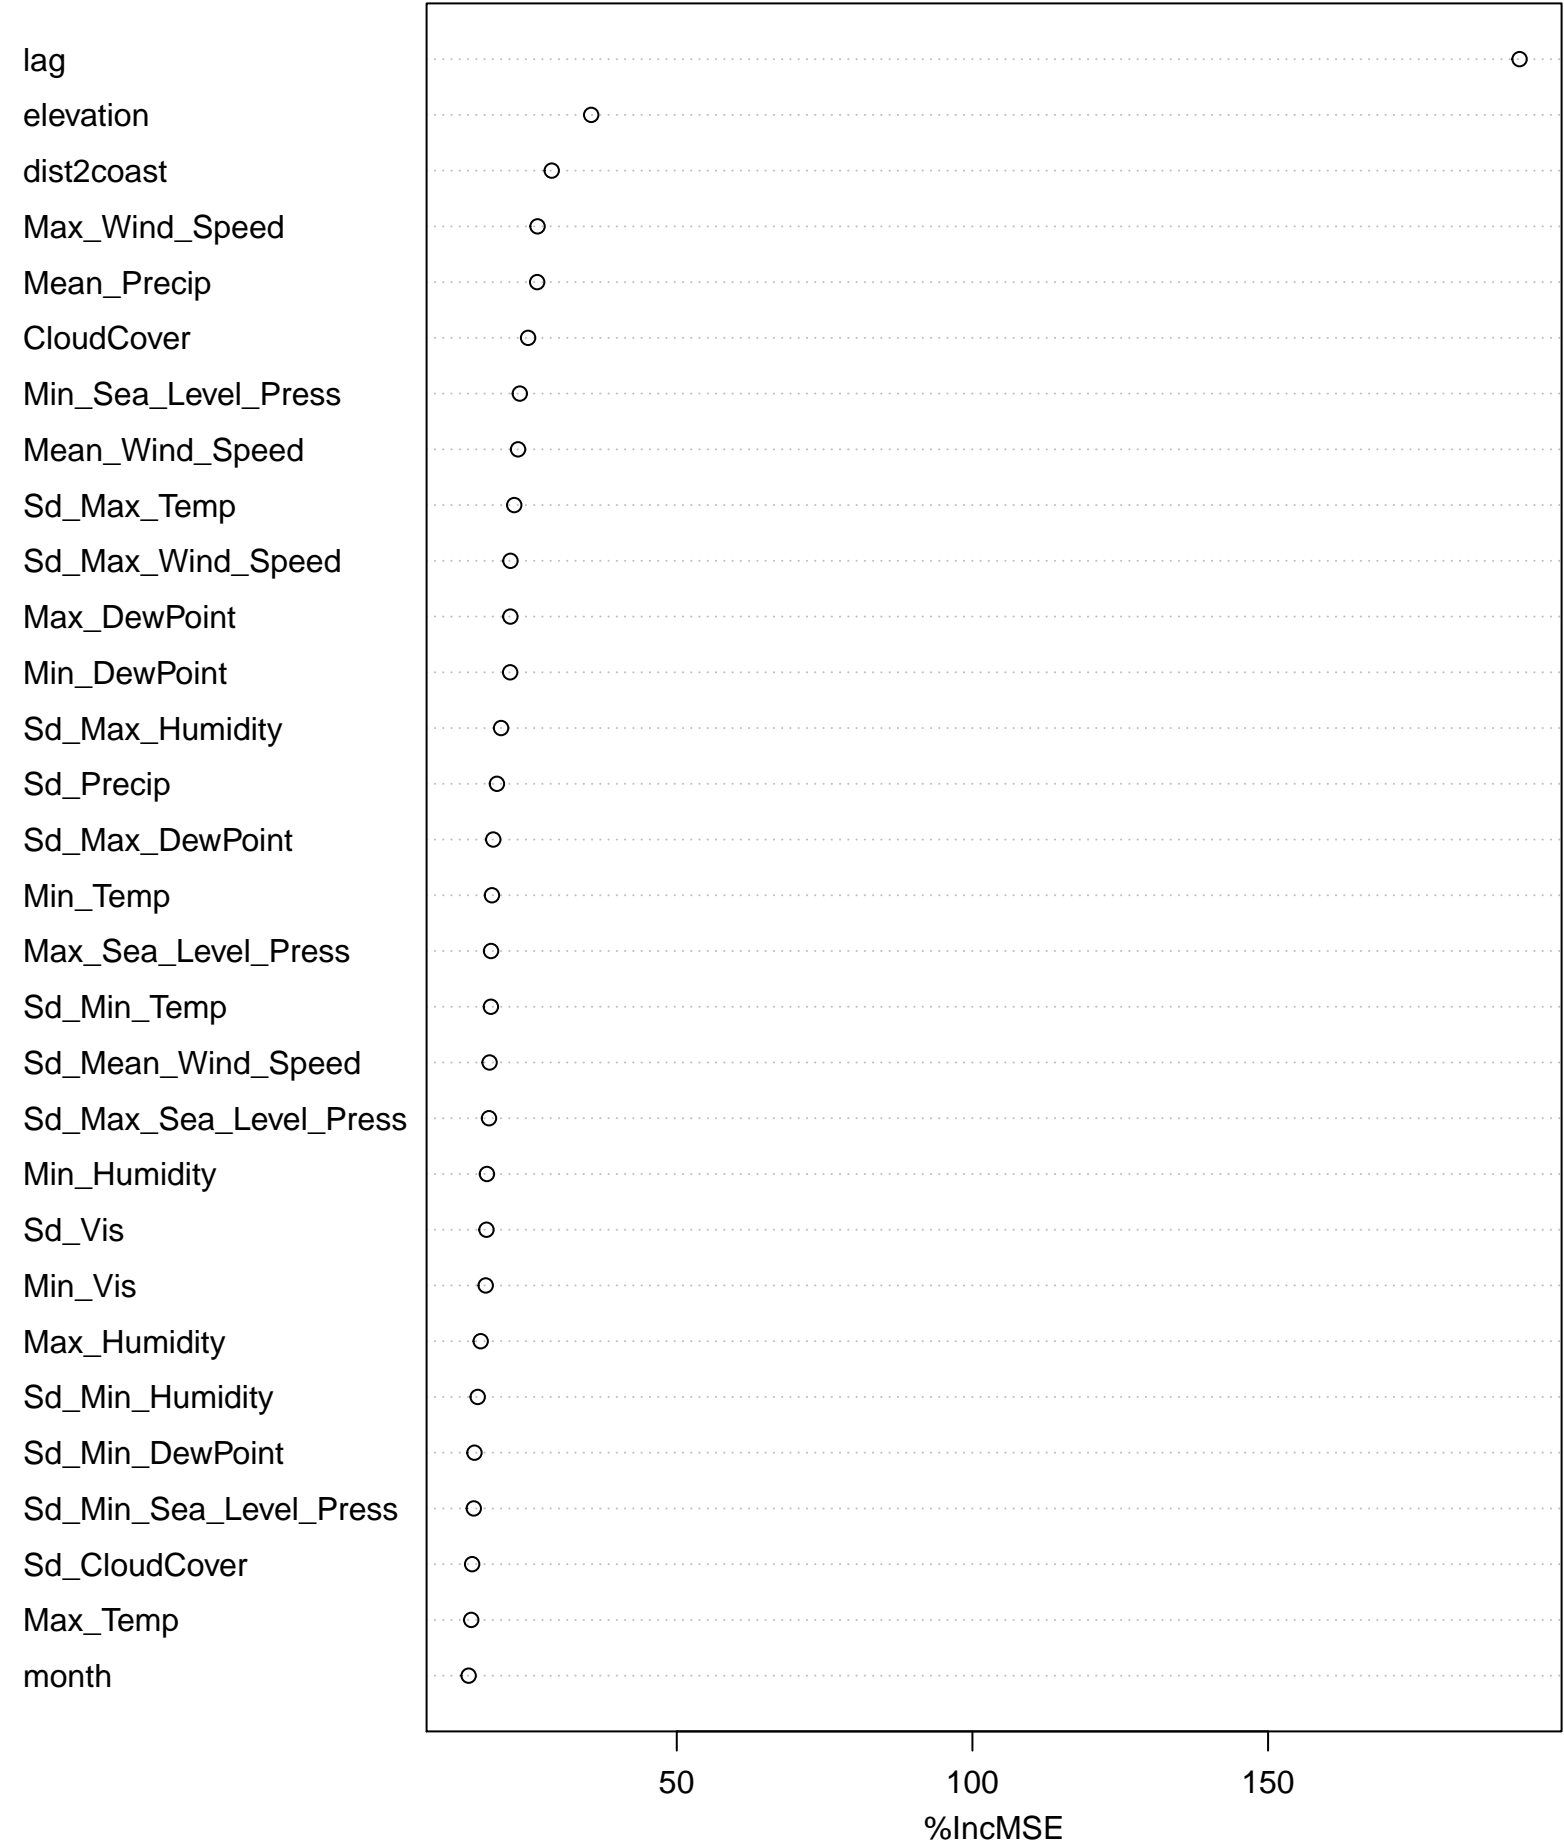 lag
elevation
dist2coast
Max_Wind_Speed
Mean_Precip
CloudCover
Min_Sea_Level_Press
Mean_Wind_Speed
Sd_Max_Temp
Sd_Max_Wind_Speed
Max_DewPoint
Min_DewPoint
Sd_Max_Humidity
Sd_Precip
Sd_Max_DewPoint
Min_Temp
Max_Sea_Level_Press
Sd_Min_Temp
Sd_Mean_Wind_Speed
Sd_Max_Sea_Level_Press
Min_Humidity
Sd_Vis
Min_Vis
Max_Humidity
Sd_Min_Humidity
Sd_Min_DewPoint
Sd_Min_Sea_Level_Press
Sd_CloudCover
Max_Temp
month
50 100 150
%IncMSE